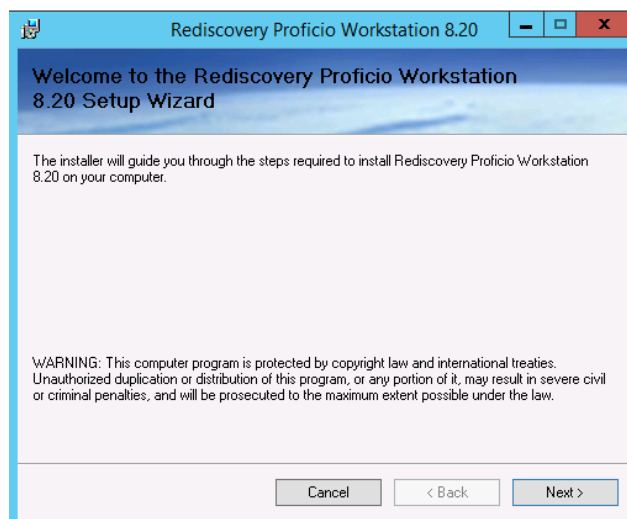 Rediscovery Proficio Workstation 8.20
Welcome to the Rediscovery Proficio Workstation
8.20 Setup Wizard
The installer will guide you through the steps required to install Rediscovery Proficio Workstation
8.20 on your computer.
WARNING: This computer program is protected by copyright law and international treaties.
Unauthorized duplication or distribution of this program, or any portion of it, may result in severe civil
or criminal penalties, and will be prosecuted to the maximum extent possible under the law.
Cancel
< Back
Next >